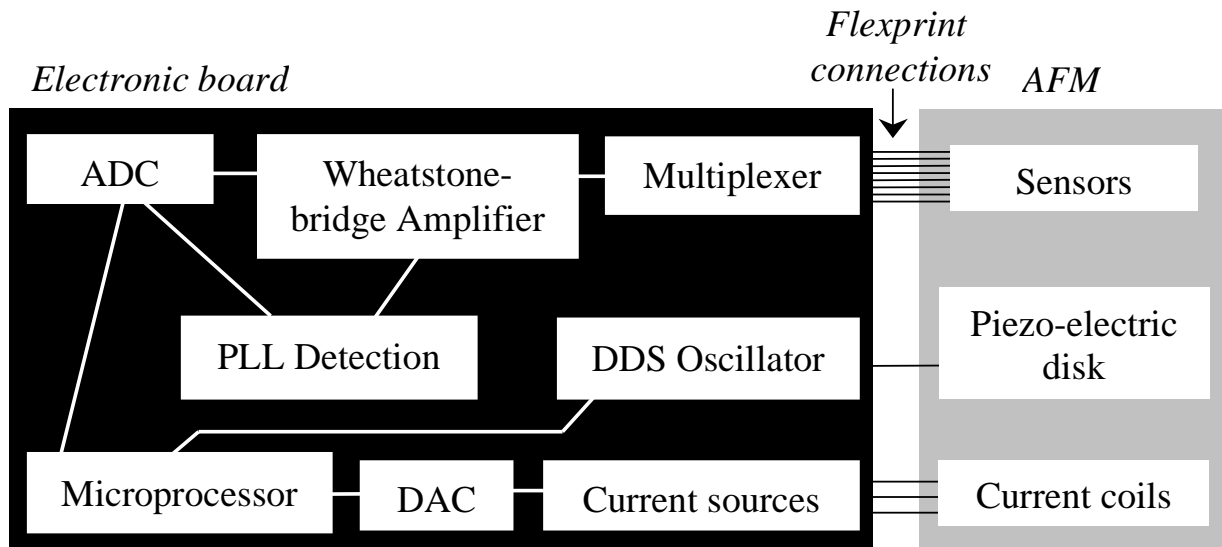 Flexprint
connections
Electronic board
AFM
ADC
Wheatstone-
bridge Amplifier
Multiplexer
Sensors
PLL Detection
DDS Oscillator
Piezo-electric
disk
Microprocessor
DAC
Current sources
Current coils